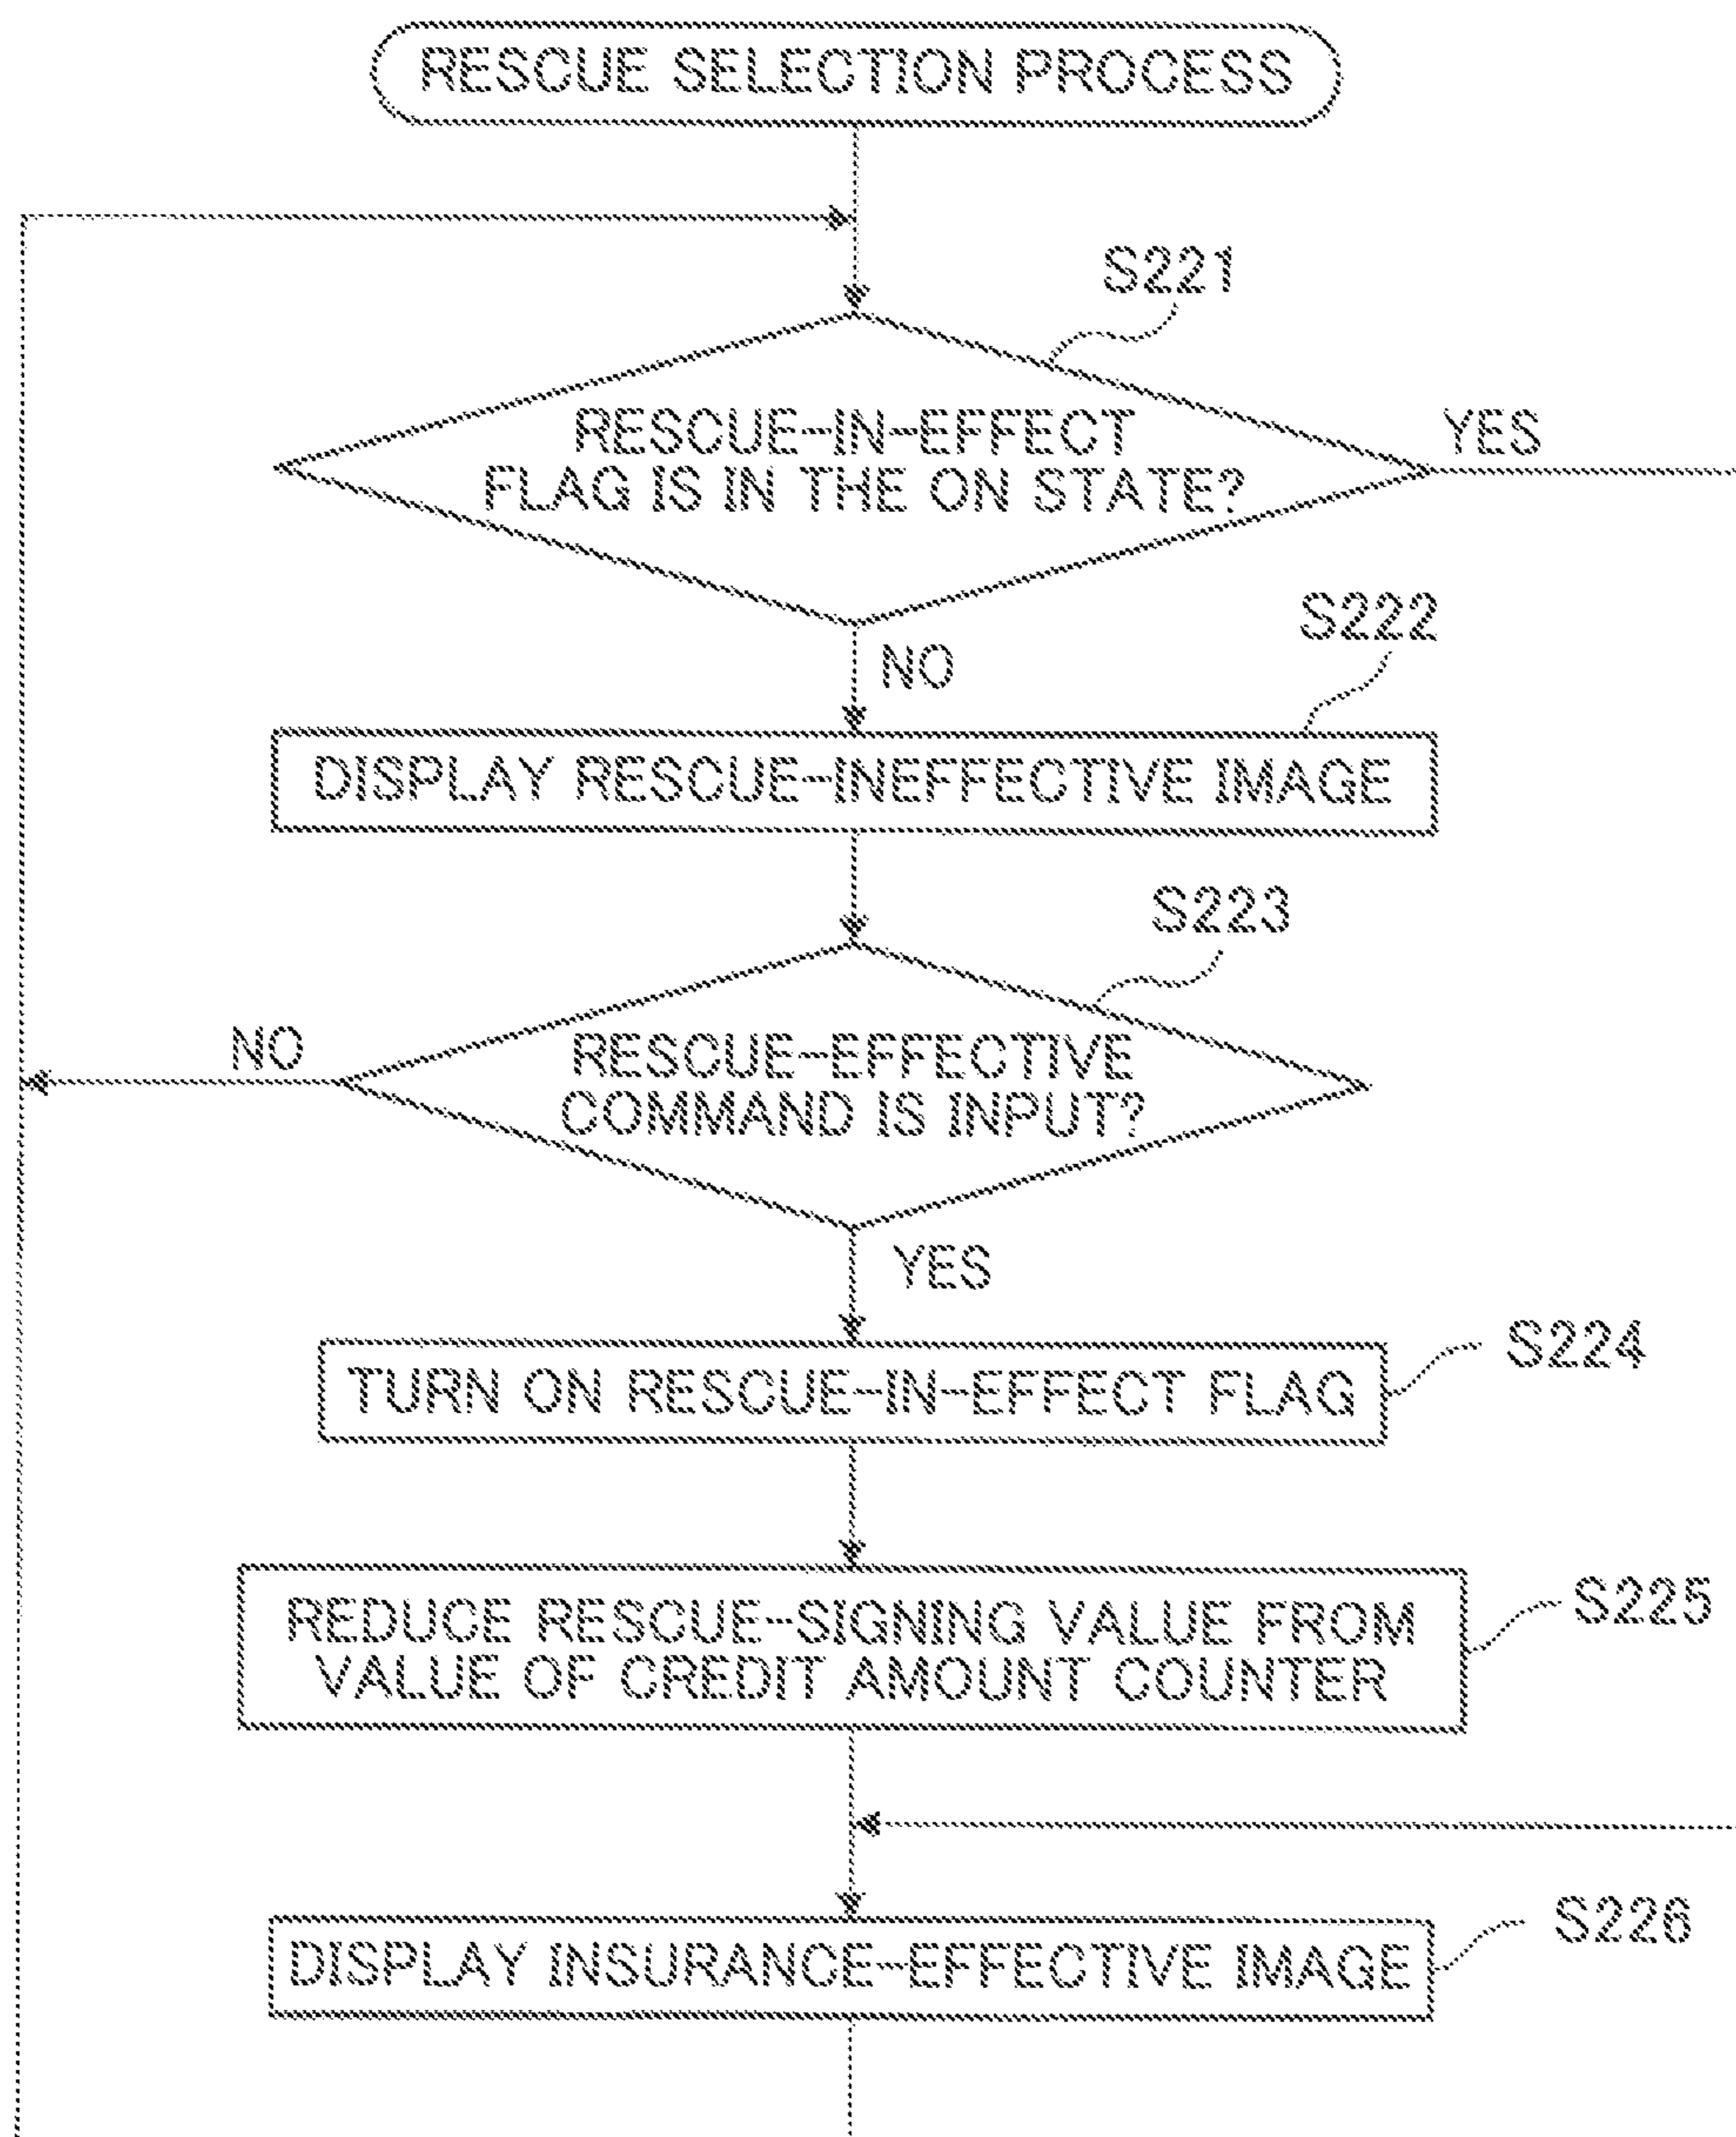 RESCUE SELECTION PROCESS
S221
RESCUE-IN-EFFECT
FLAG IS IN THE ON STATE?
YES
NO
S222
DISPLAY RESCUE-INEFFECTIVE IMAGE
S223
RESCUE-EFFECTIVE
COMMAND IS INPUT?
NO
YES
S224
TURN ON RESCUE-IN-EFFECT FLAG
S225
REDUCE RESCUE-SIGNING VALUE FROM
VALUE OF CREDIT AMOUNT COUNTER
S226
DISPLAY INSURANCE-EFFECTIVE IMAGE